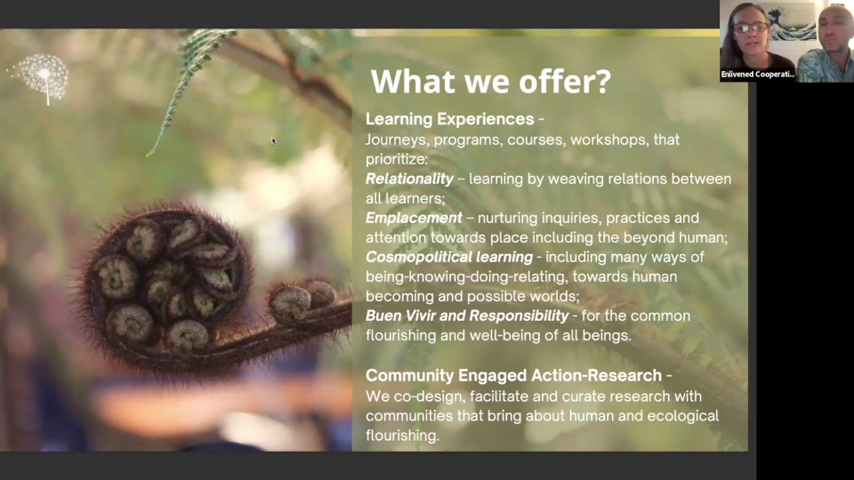 Enlivened Cooperati...
What we offer?
Learning Experiences -
Journeys, programs, courses, workshops, that
prioritize:
Relationality – learning by weaving relations between
all learners;
Emplacement – nurturing inquiries, practices and
attention towards place including the beyond human;
Cosmopolitical learning - including many ways of
being-knowing-doing-relating, towards human
becoming and possible worlds;
Buen Vivir and Responsibility - for the common
flourishing and well-being of all beings.
Community Engaged Action-Research -
We co-design, facilitate and curate research with
communities that bring about human and ecological
flourishing.